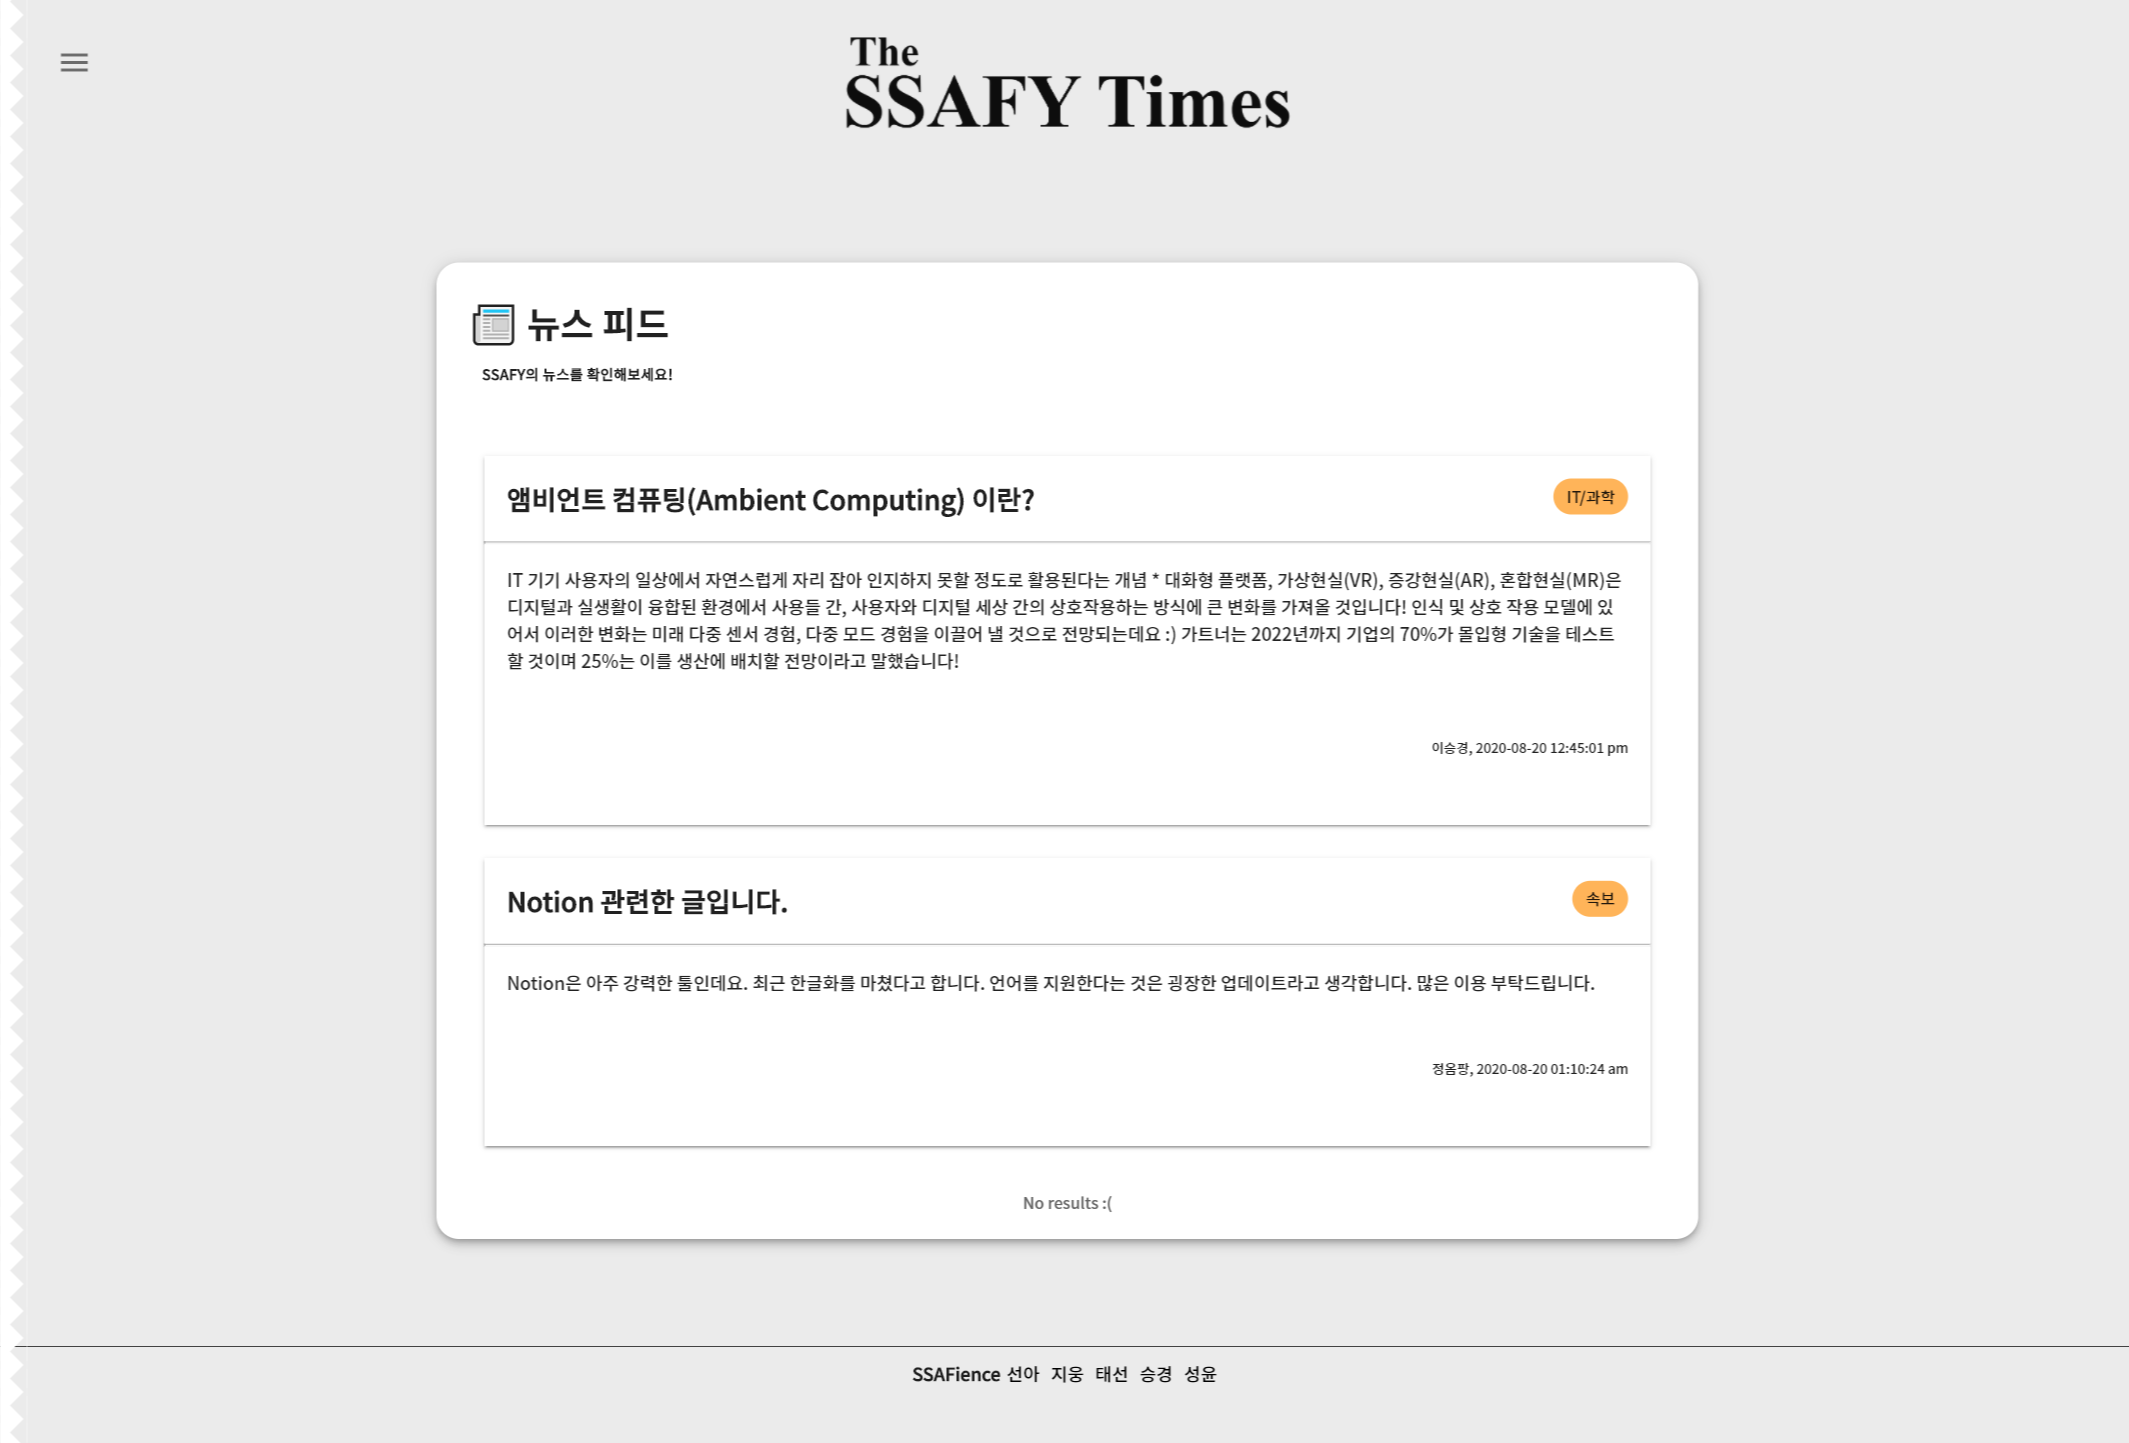 The
SSAFY Times
뉴스 피드
SSAFY의 뉴스를 확인해보세요!
앰비언트 컴퓨팅(Ambient Computing) 이란?
IT/과학
IT 기기 사용자의 일상에서 자연스럽게 자리 잡아 인지하지 못할 정도로 활용된다는 개념 * 대화형 플랫폼, 가상현실(VR), 증강현실(AR), 혼합현실(MR)은
디지털과 실생활이 융합된 환경에서 사용들 간, 사용자와 디지털 세상 간의 상호작용하는 방식에 큰 변화를 가져올 것입니다! 인식 및 상호 작용 모델에 있
어서 이러한 변화는 미래 다중 센서 경험, 다중 모드 경험을 이끌어 낼 것으로 전망되는데요 :) 가트너는 2022년까지 기업의 70%가 몰입형 기술을 테스트
할 것이며 25%는 이를 생산에 배치할 전망이라고 말했습니다!
이승경, 2020-08-20 12:45:01 pm
Notion 관련한 글입니다.
속보
Notion은 아주 강력한 툴인데요. 최근 한글화를 마쳤다고 합니다. 언어를 지원한다는 것은 굉장한 업데이트라고 생각합니다. 많은 이용 부탁드립니다.
정음팡, 2020-08-20 01:10:24 am
No results :(
SSAFience 선아 지웅 태선 승경 성윤